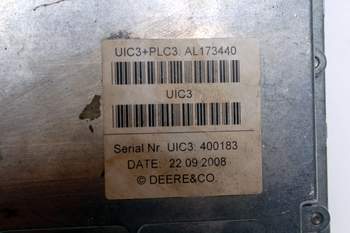 UIC3+PLC3: AL173440
UIC3
Serial Nr. UIC3: 400183
DATE: 22 09 2008
© DEERE&CO.